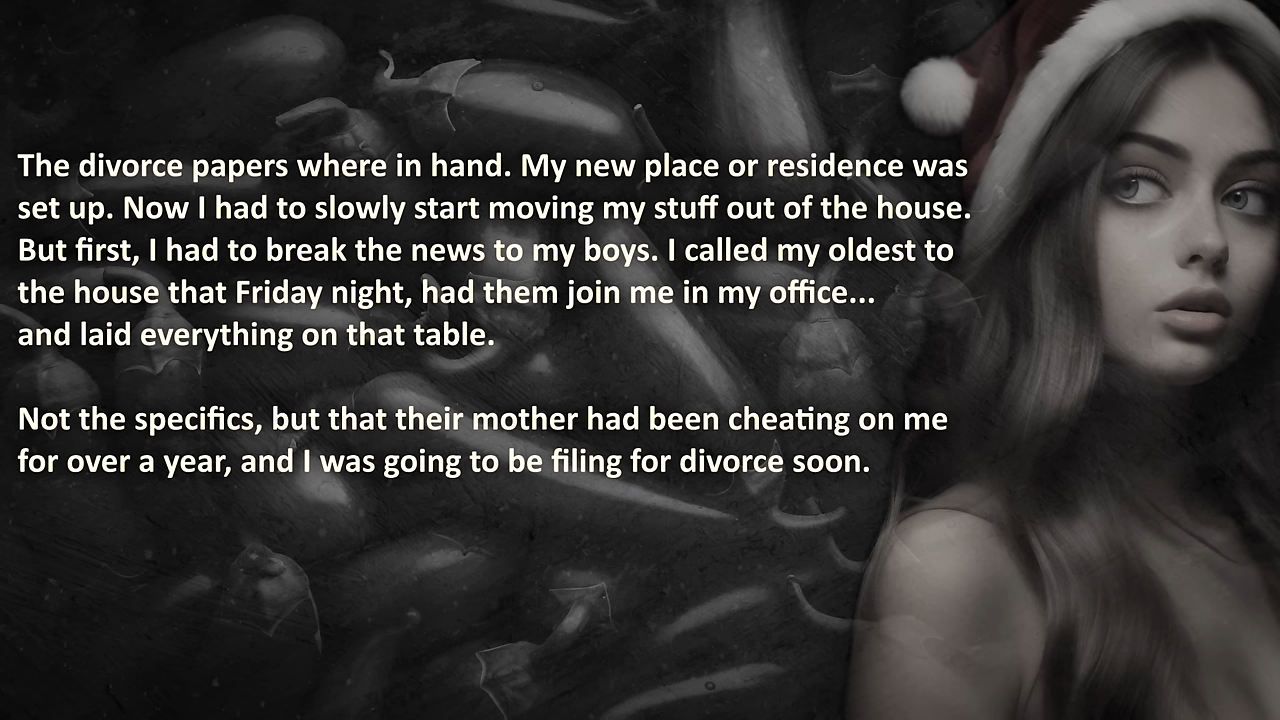 The divorce papers where in hand. My new place or residence was
set up. Now I had to slowly start moving my stuff out of the house.
But first, I had to break the news to my boys. I called my oldest to
the house that Friday night, had them join me in my office...
and laid everything on that table.
Not the specifics, but that their mother had been cheating on me
for over a year, and I was going to be filing for divorce soon.